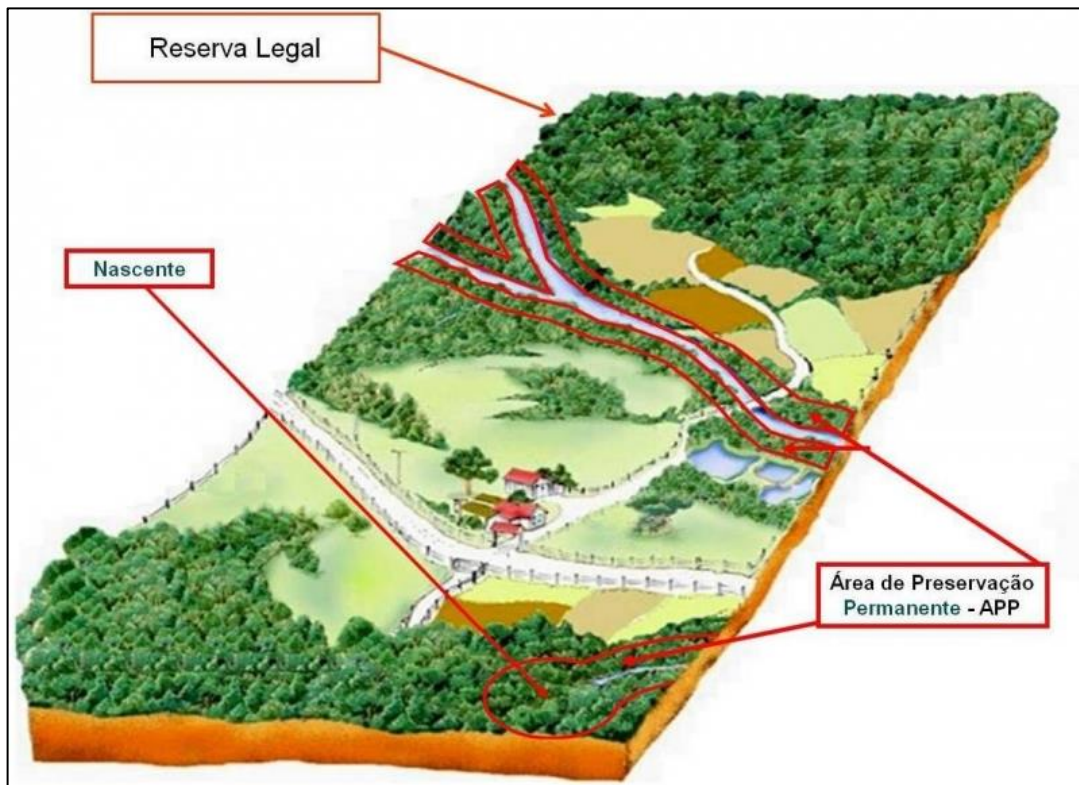 Reserva Legal
Nascente
Área de Preservação
Permanente - APP